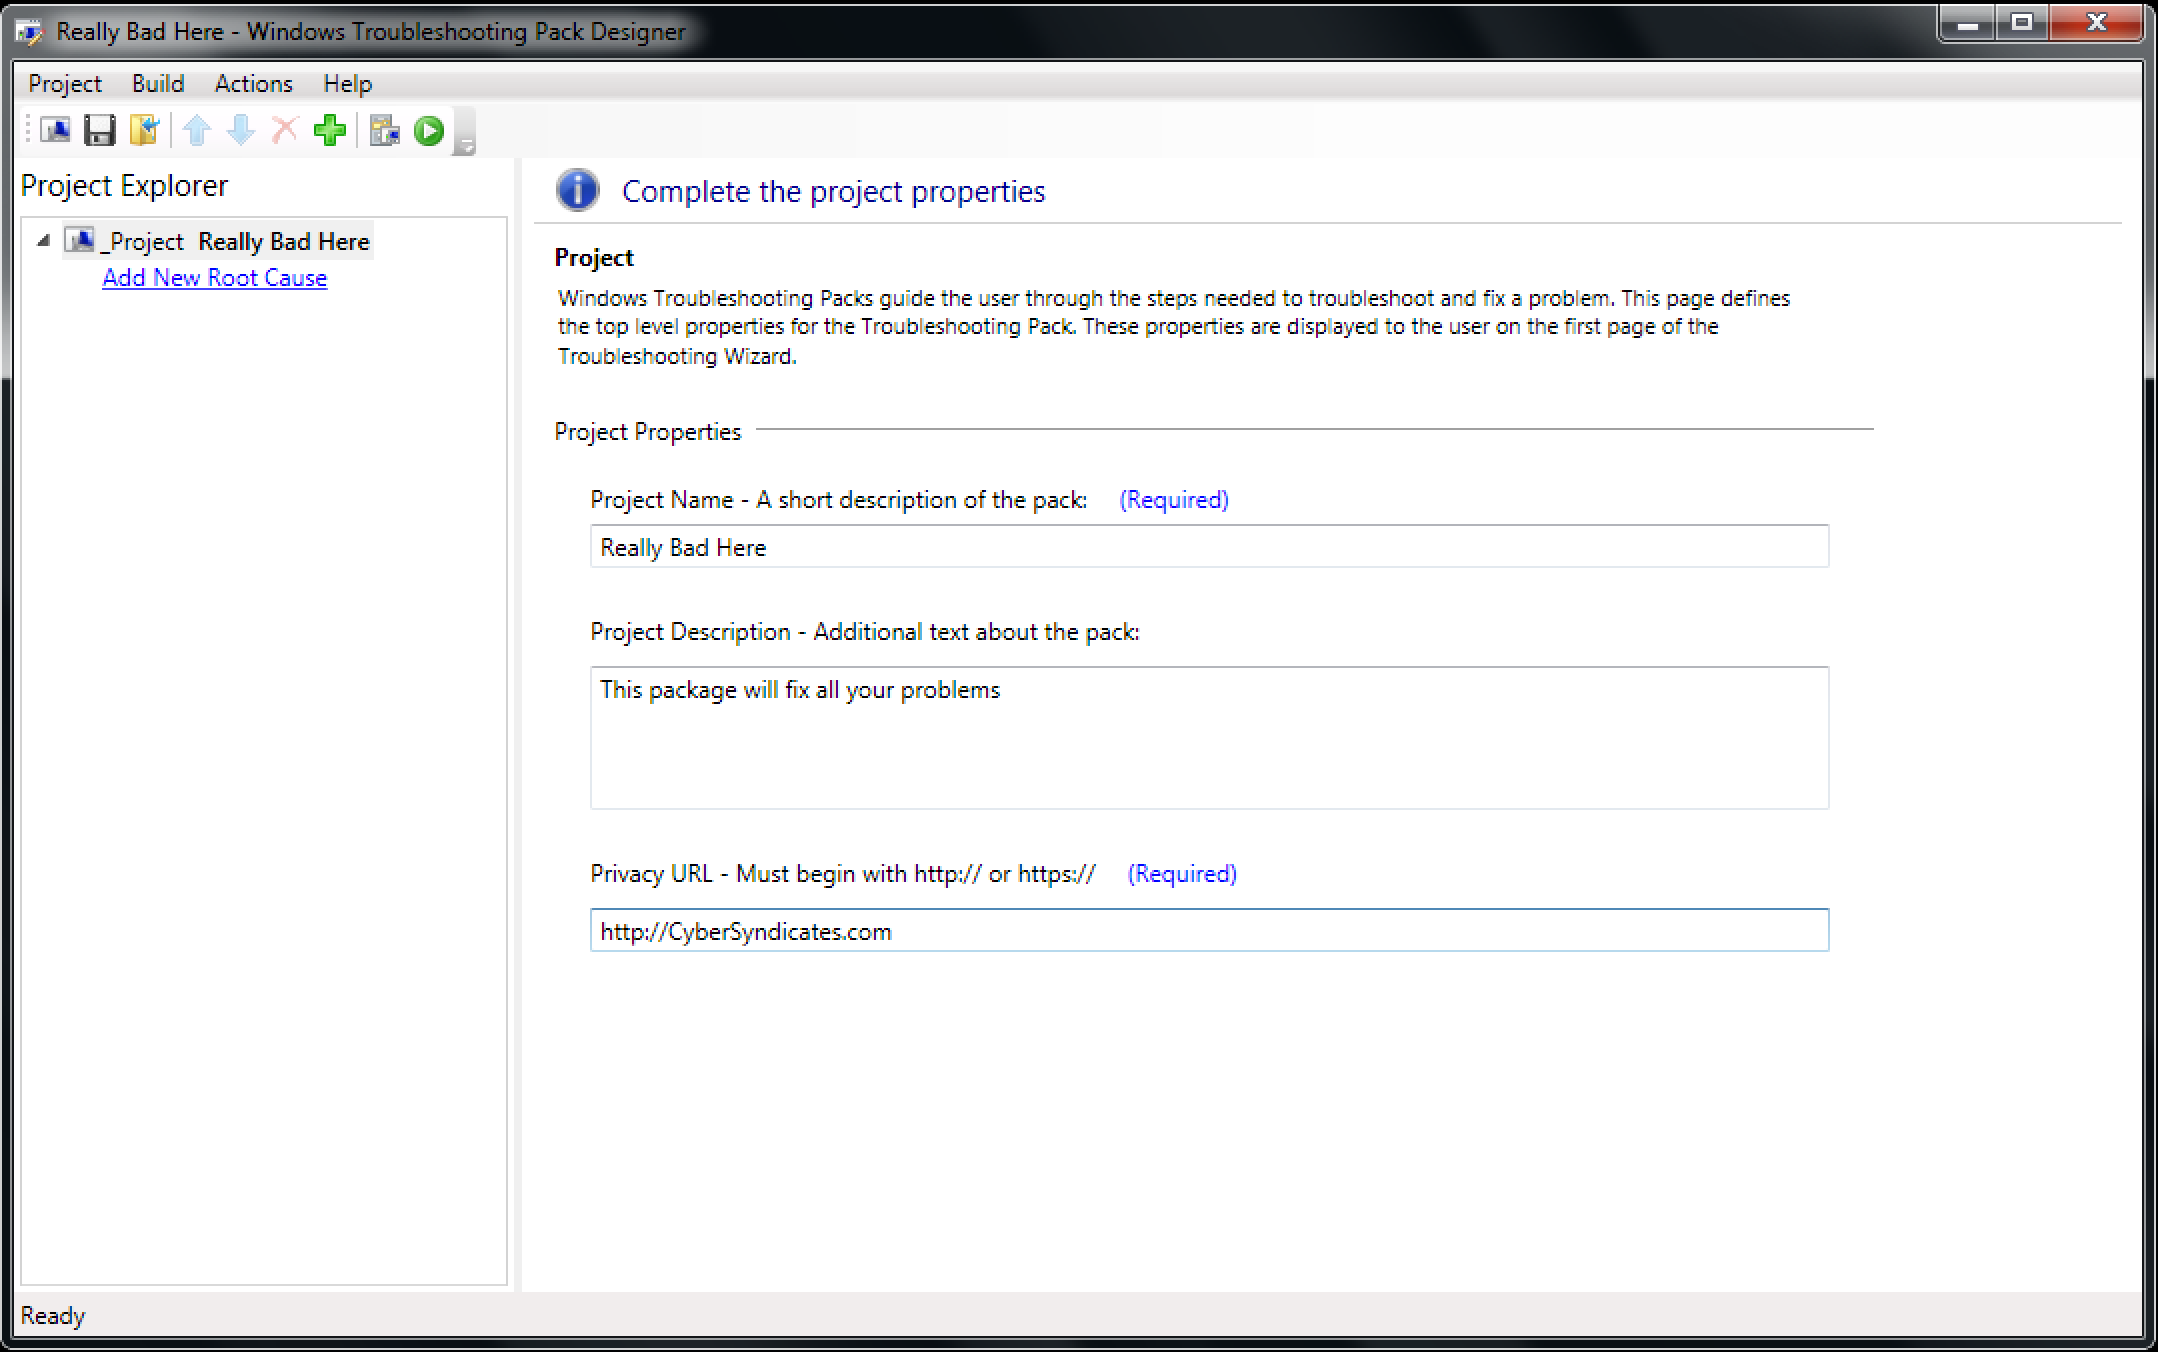 Really Bad Here - Windows Troubleshooting Pack Designer
Project Build Actions Help
Project Explorer
_Project Really Bad Here
Add New Root Cause
Complete the project properties
Project
Windows Troubleshooting Packs guide the user through the steps needed to troubleshoot and fix a problem. This page defines
the top level properties for the Troubleshooting Pack. These properties are displayed to the user on the first page of the
Troubleshooting Wizard.
Project Properties
Project Name - A short description of the pack: (Required)
Really Bad Here
Project Description - Additional text about the pack:
This package will fix all your problems
Privacy URL - Must begin with http:// or https:// (Required)
http://CyberSyndicates.com
Ready